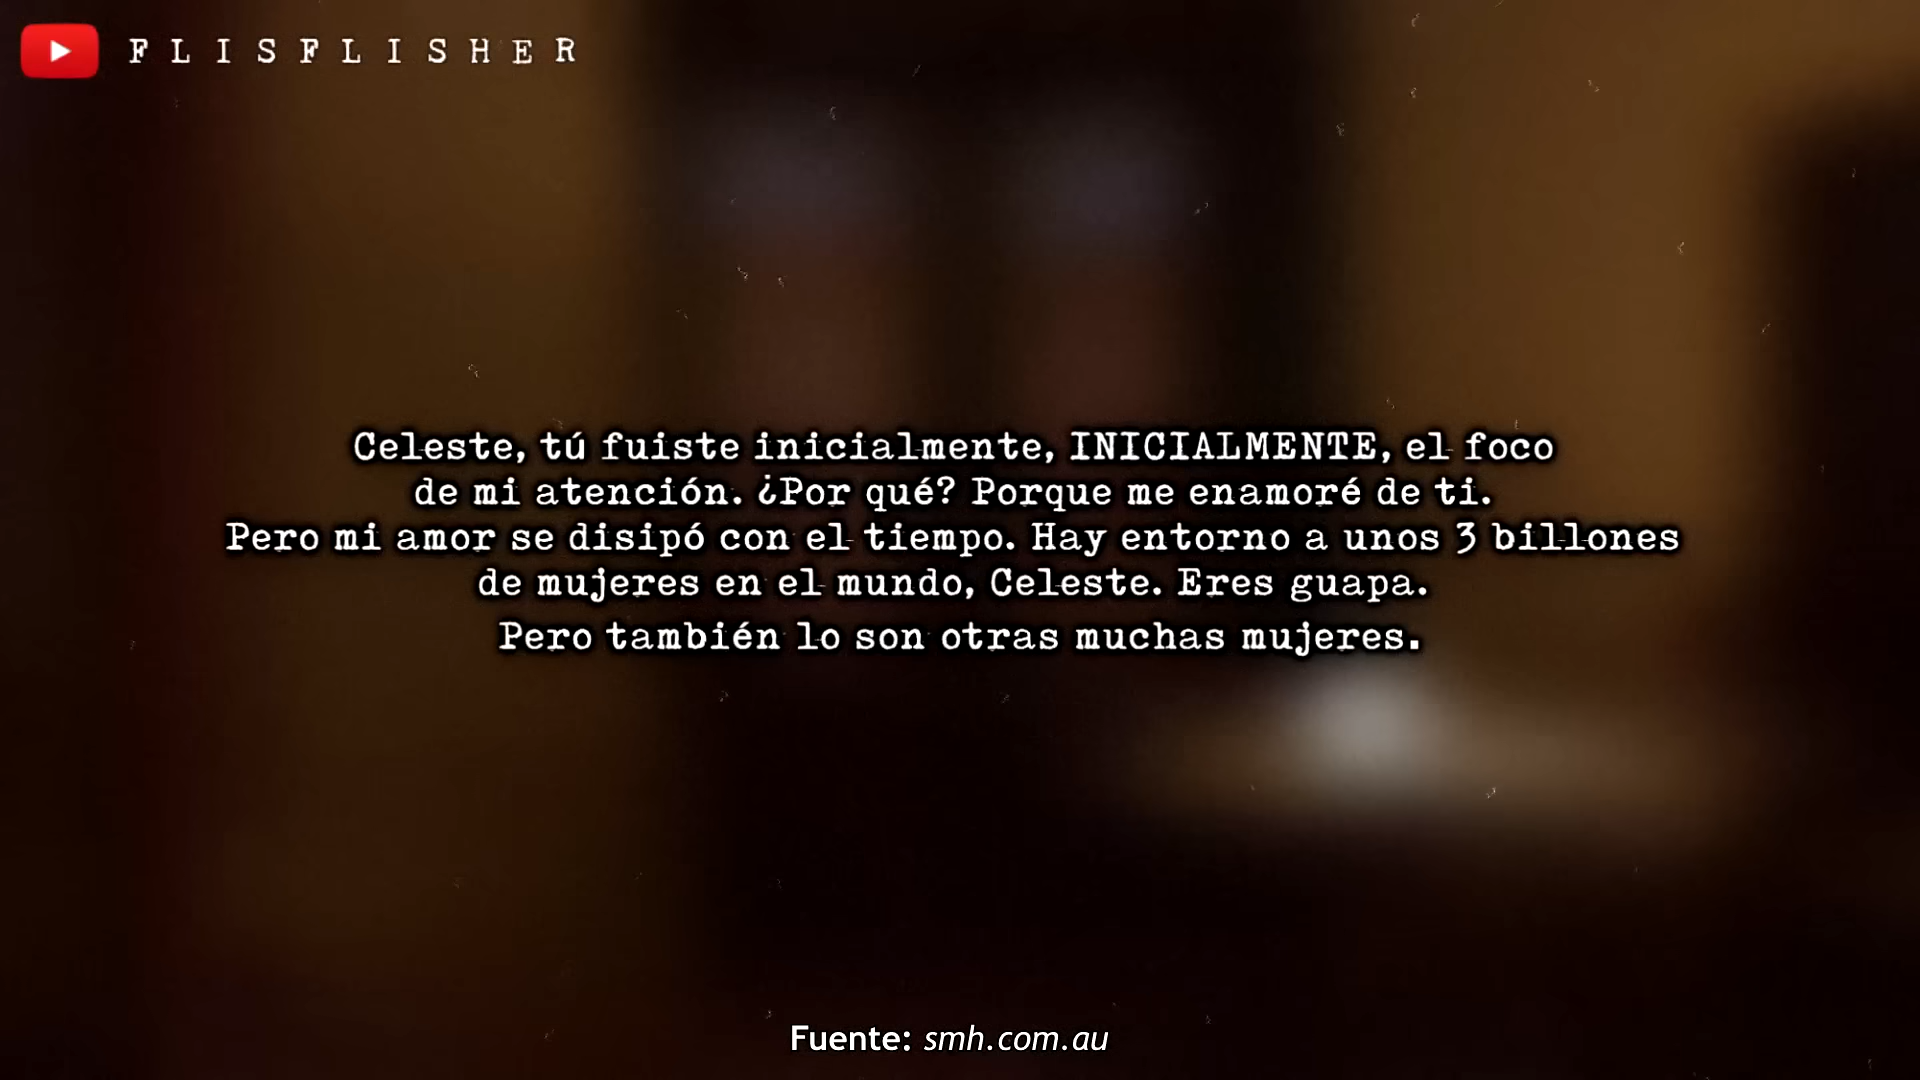 FLISFLISHER
Celeste, tú fuiste inicialmente, INICIALMENTE, el foco
de mi atención. ¿Por qué? Porque me enamoré de ti.
Pero mi amor se disipó con el tiempo. Hay entorno a unos 3 billones
de mujeres en el mundo, Celeste. Eres guapa.
Pero también lo son otras muchas mujeres.
Fuente: smh.com.au